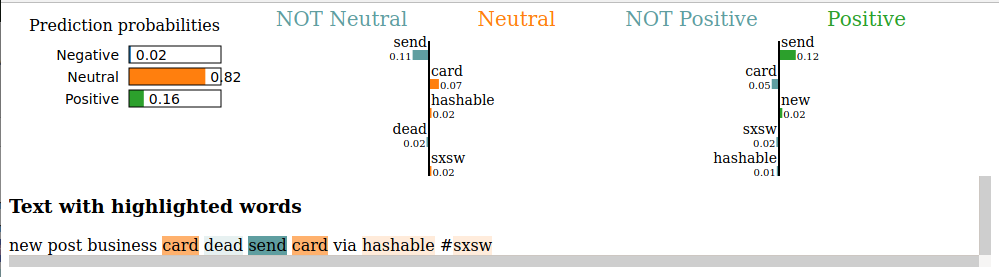 Prediction probabilities
Negative 0.02
Neutral 0.82
Positive 0.16
NOT Neutral Neutral
send
0.11
card
0.07
hashable
0.02
dead
0.02
sxsw
0.02
NOT Positive Positive
send
0.12
card
0.05
new
0.02
sxsw
0.02
hashable
0.01
Text with highlighted words
new post business card dead send card via hashable #sxsw